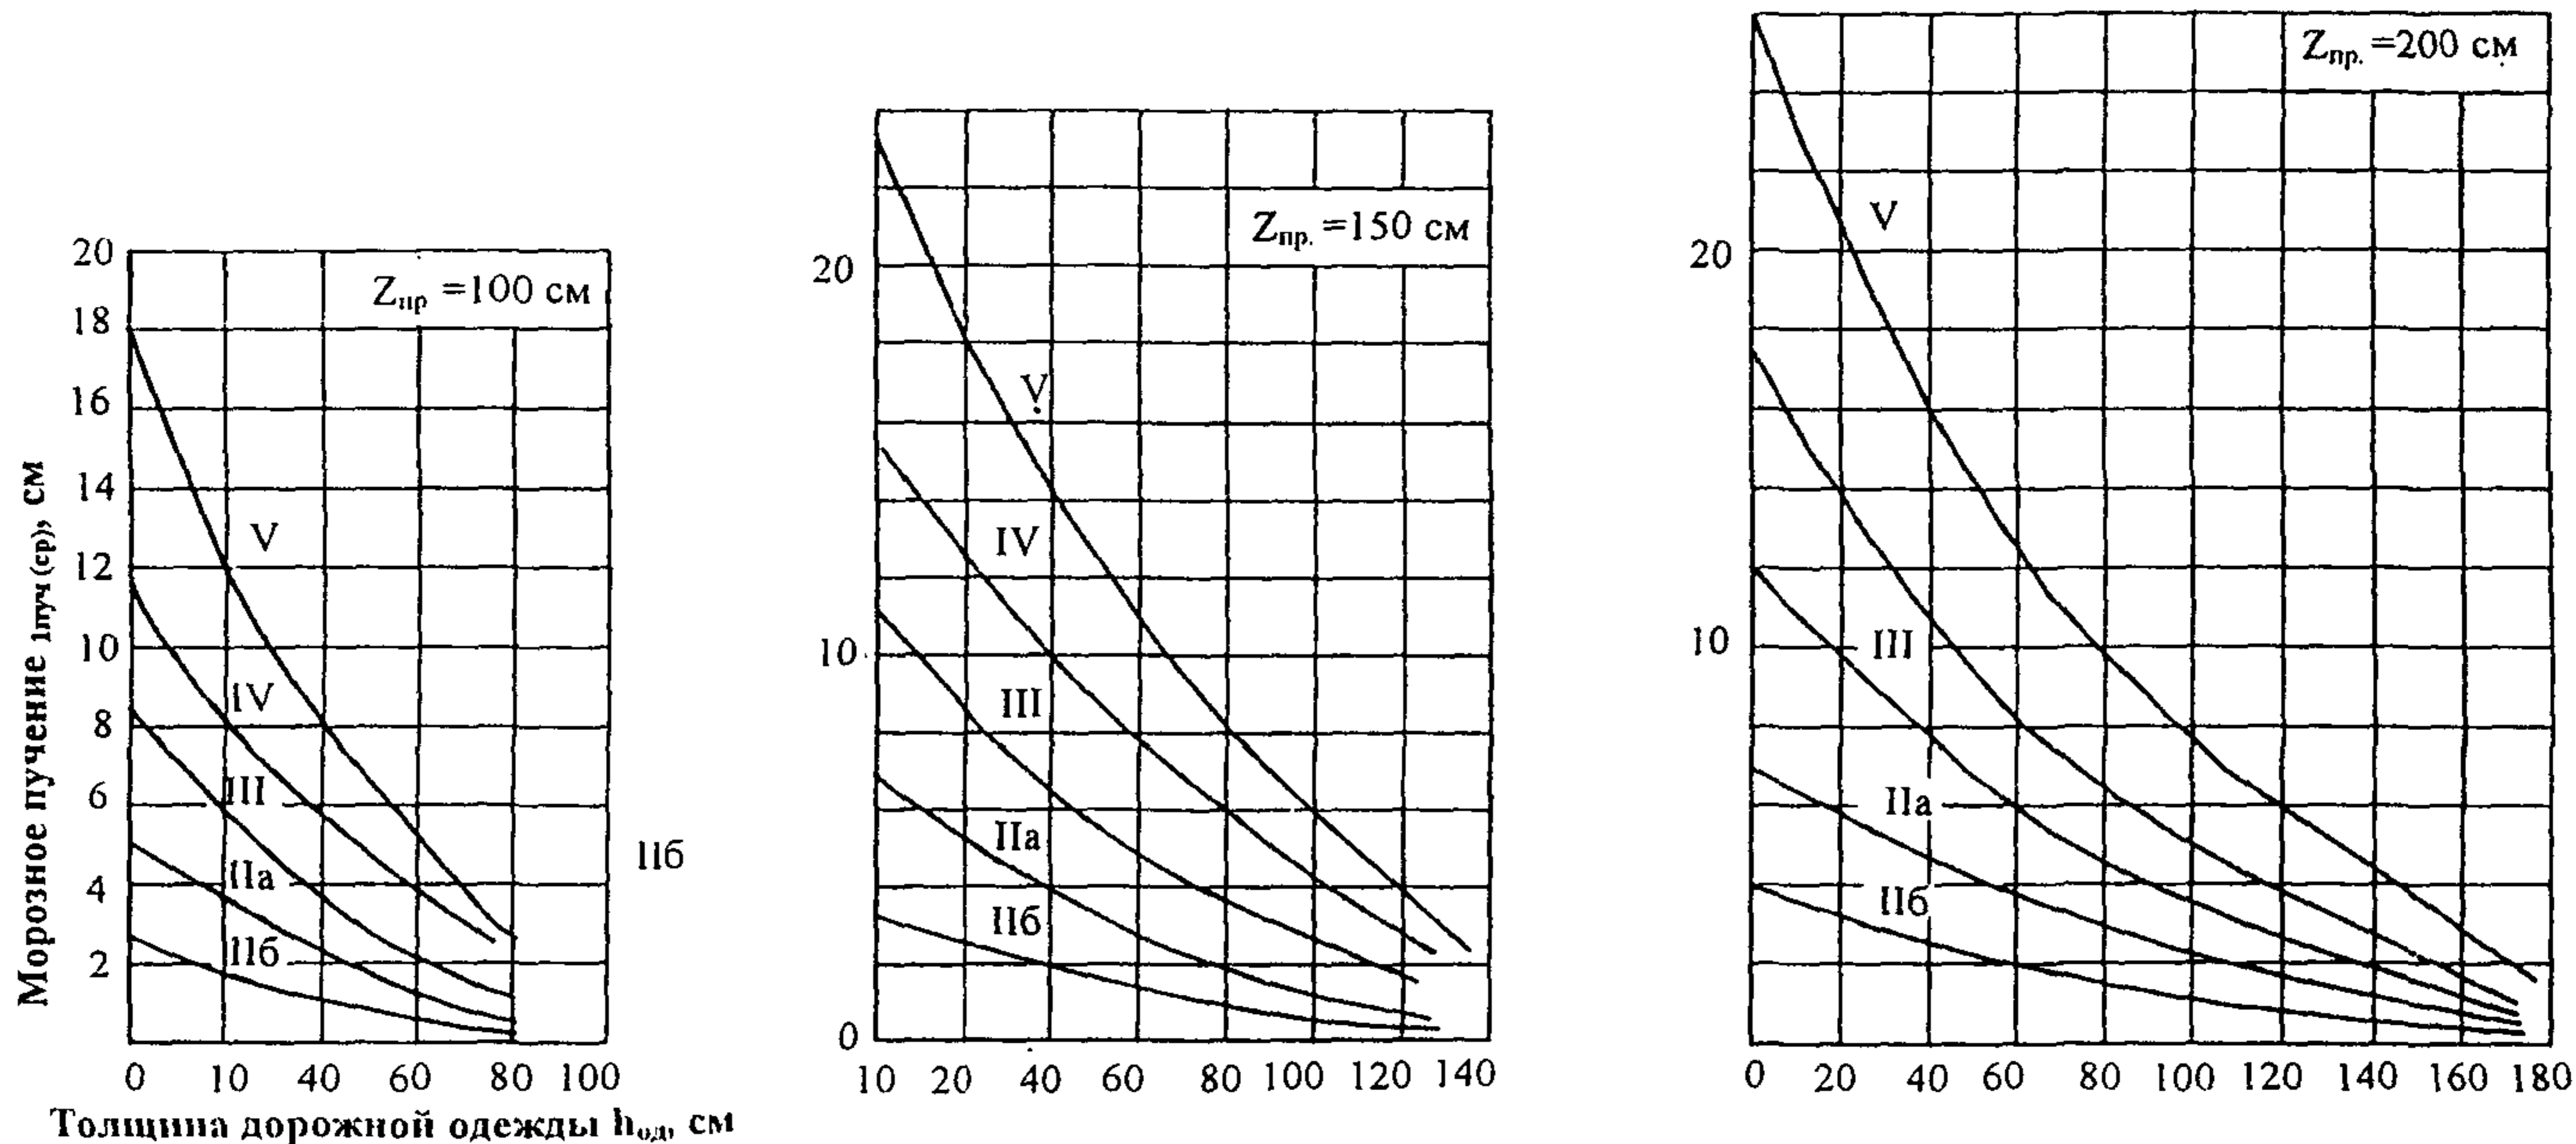 Zпр =100 см
20
18
16
14
12
10
8
6
4
2
V
IV
III
IIа
IIб
0 10 40 60 80 100
Морозное пучение lпуч (ср), см
Толщина дорожной одежды hод, см
IIб
Zпр. =150 см
20
10
0
V
IV
III
IIа
IIб
10 20 40 60 80 100 120 140
Zпр. =200 см
20
10
V
III
IIа
IIб
0 20 40 60 80 100 120 140 160 180